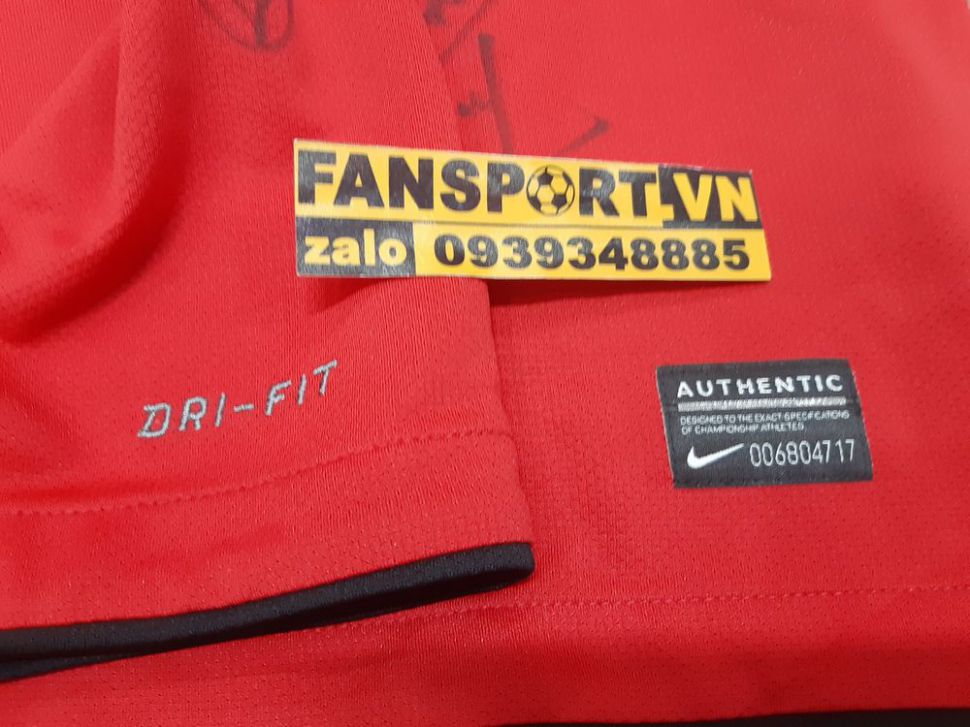 FANSPORT.VN
zalo 0939348885
DRI-FIT
AUTHENTIC
DESIGNED TO THE EXACT SPECIFICATIONS
OF CHAMPIONSHIP ATHLETES
006804717